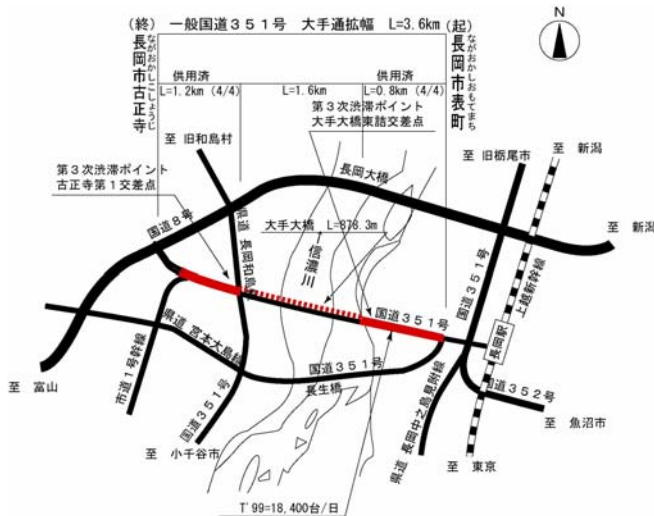 (終) 一般国道351号 大手通拡幅 L=3.6km (起)
長岡市古正寺
ながおかしこしょうじ
長岡市表町
ながおかしおもてまち
N
供用済
供用済
L=1.2km (4/4)
L=1.6km
L=0.8km (4/4)
第3次渋滞ポイント
大手大橋東詰交差点
至 旧和島村
至 新潟
至 旧栃尾市
第3次渋滞ポイント
古正寺第1交差点
長岡大橋
国道8号
県道 長岡和島線
大手大橋 L=878.3m
←信濃川
至 新潟
国道351号
上越新幹線
国道351号
長岡駅
県道 宮本大島線
国道351号
長生橋
市道1号幹線
国道351号
国道352号
至 富山
県道 長岡中之島見附線
至 魚沼市
至 小千谷市
至 東京
T'99=18,400台/日